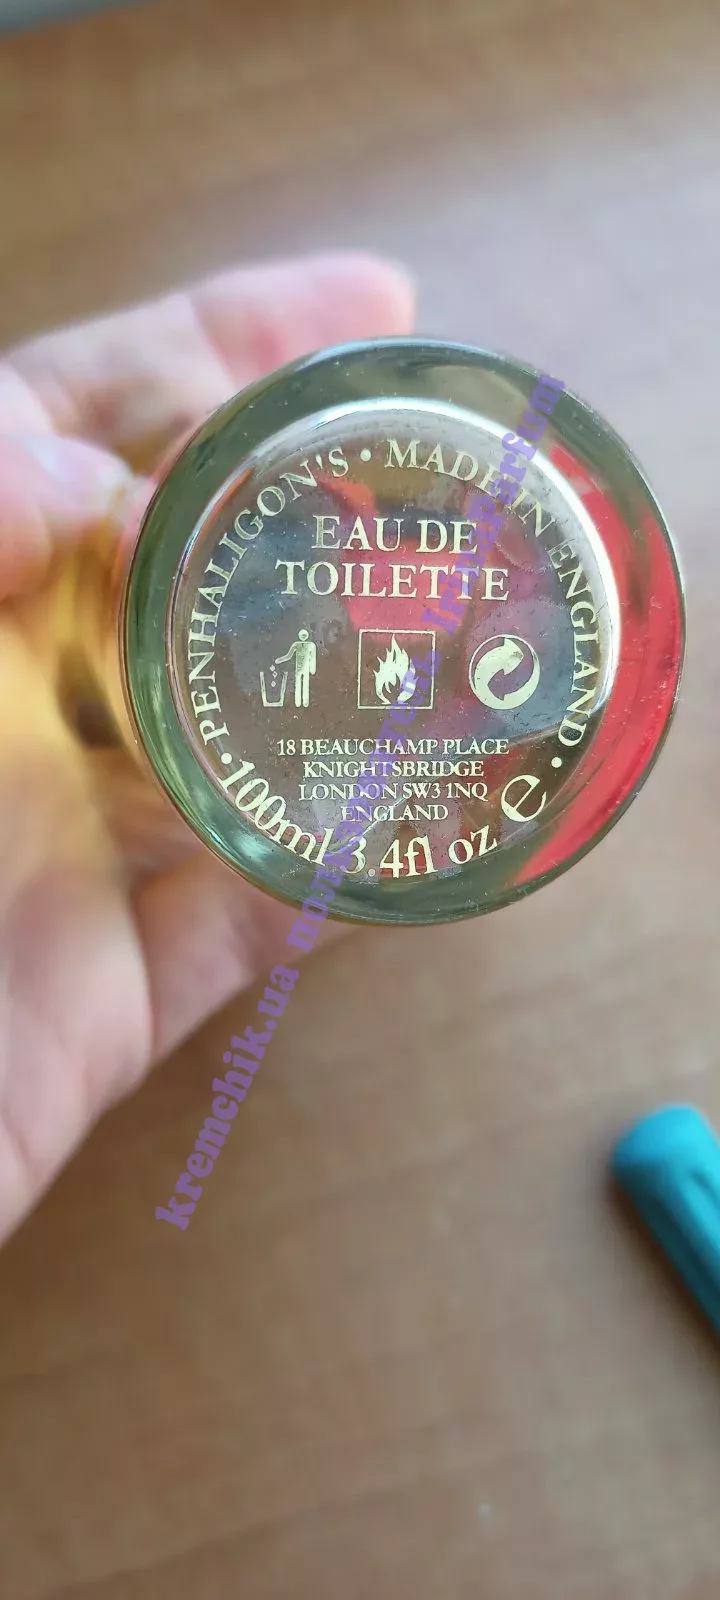 PENHALIGON'S • MADE IN ENGLAND •
EAU DE
TOILETTE
18 BEAUCHAMP PLACE
KNIGHTSBRIDGE
LONDON SW3 1NQ
ENGLAND
• 100ml 3.4fl oz e
kremchik.ua
parfum